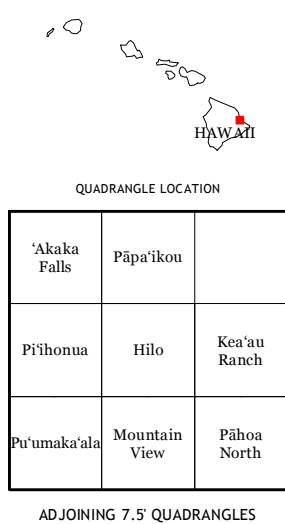 HAWAII
QUADRANGLE LOCATION
ʻAkaka
Falls
Pāpaʻikou
Piʻihonua
Hilo
Keaʻau
Ranch
Puʻumakaʻala
Mountain
View
Pāhoa
North
ADJOINING 7.5' QUADRANGLES